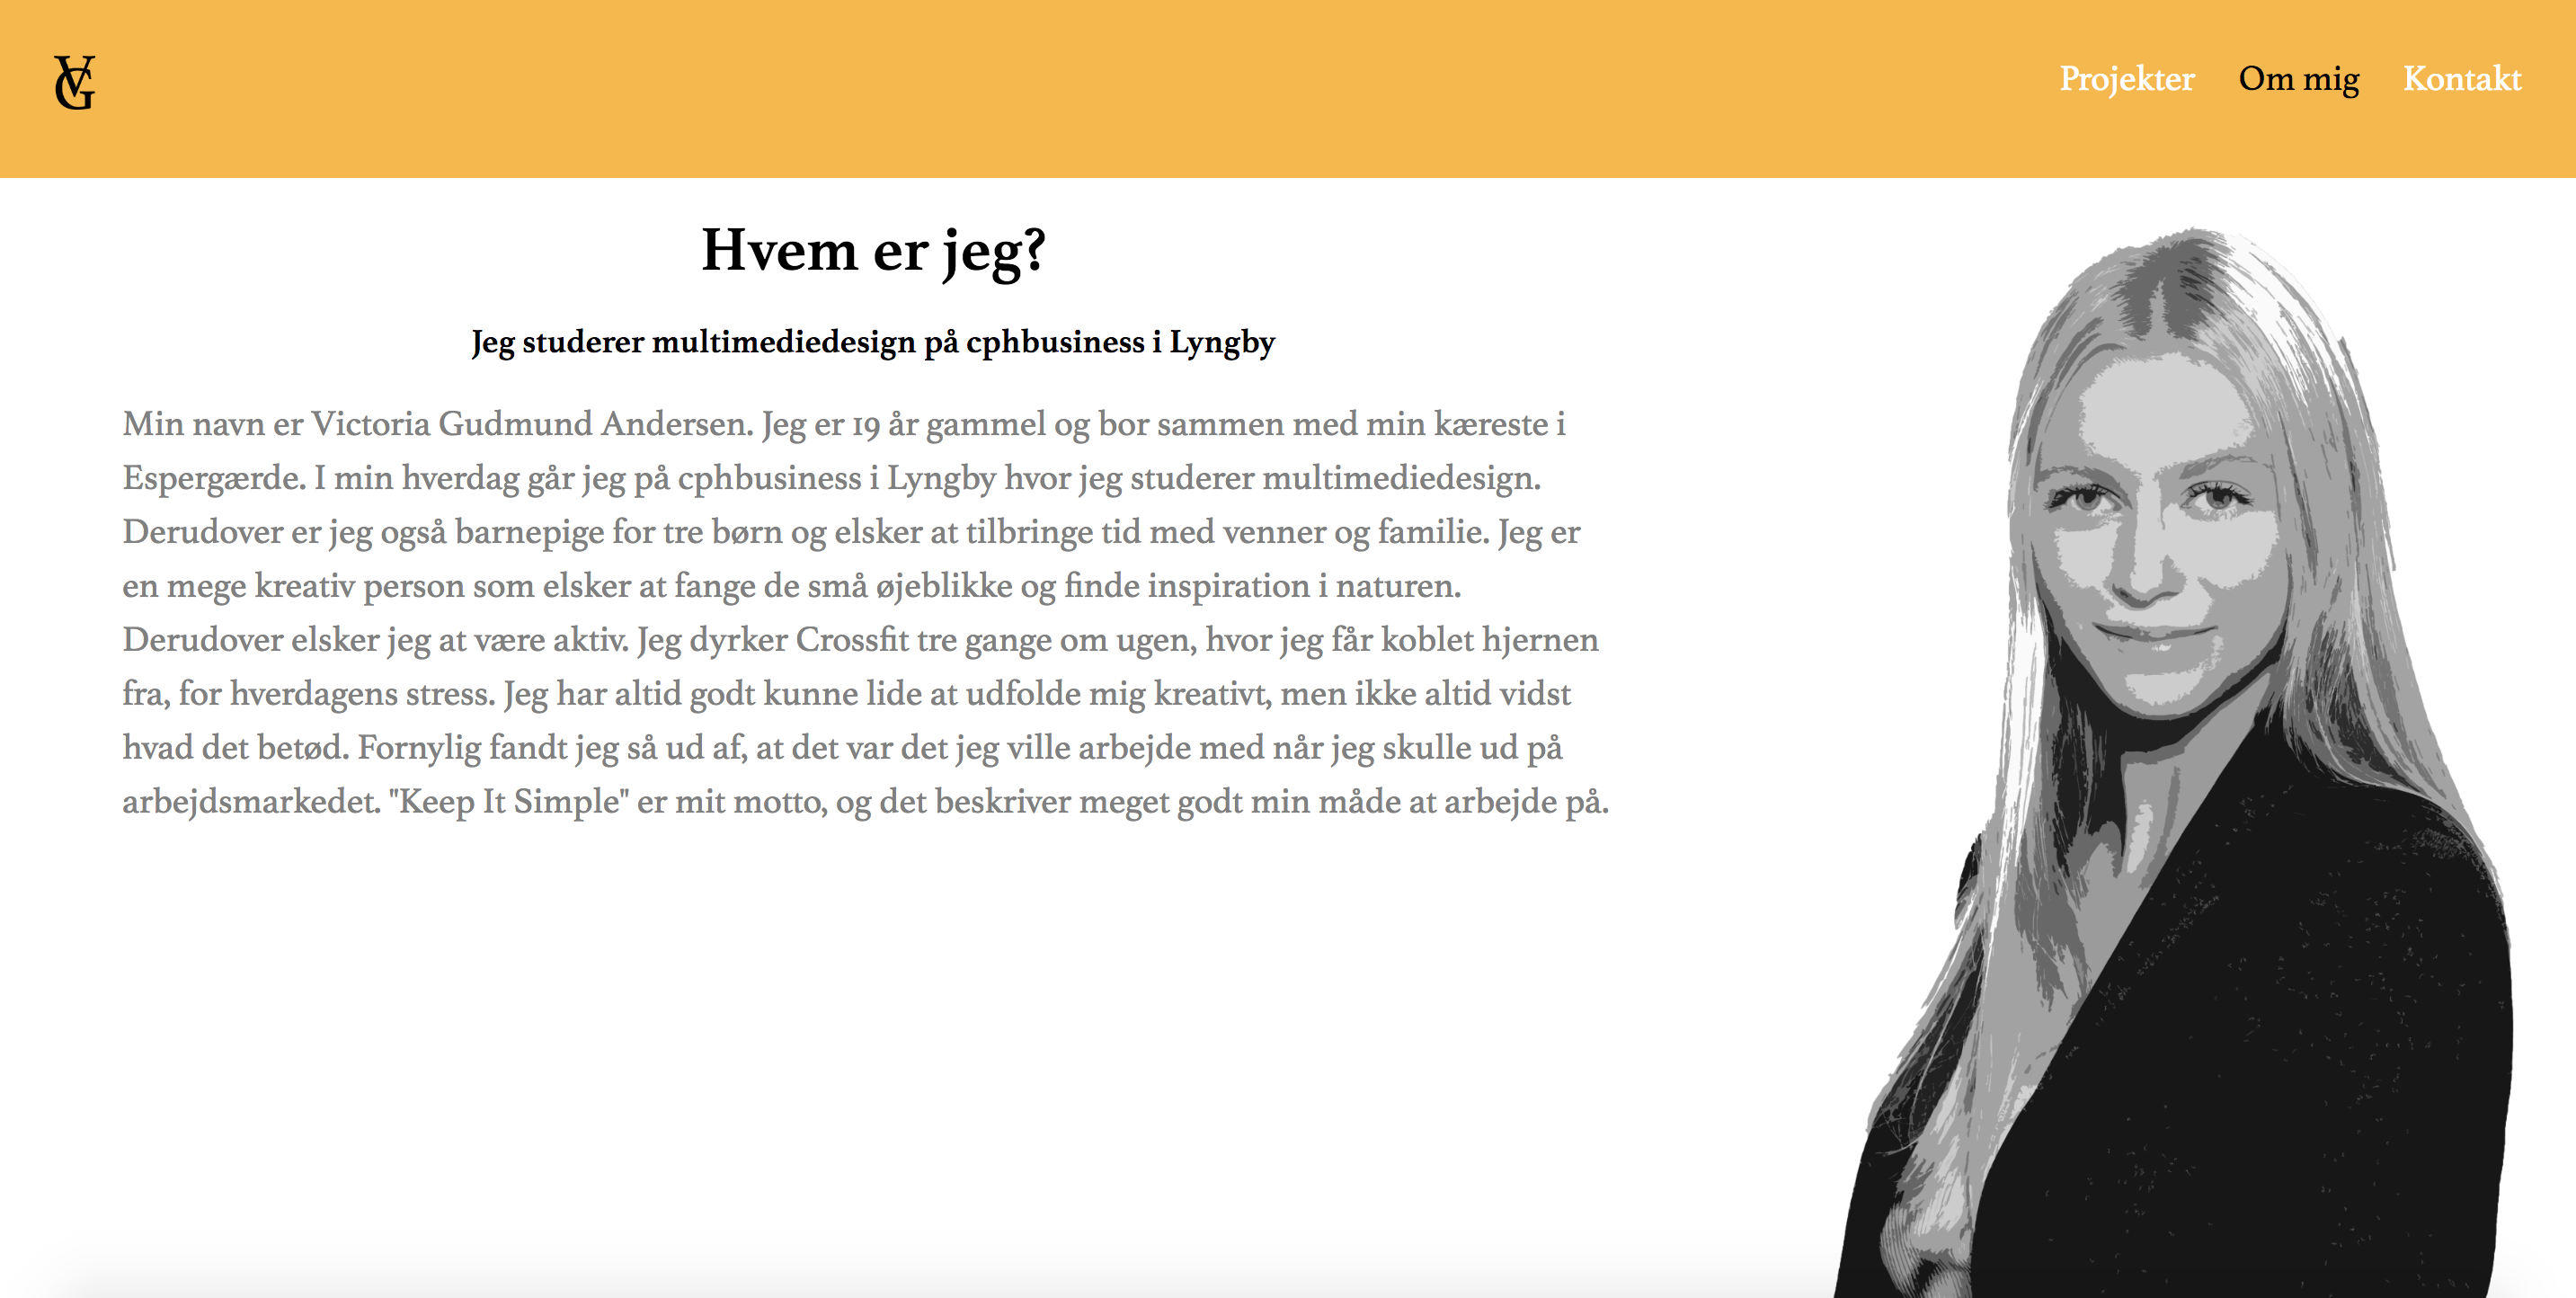 VG
Projekter Om mig Kontakt
Hvem er jeg?
Jeg studerer multimediedesign på cphbusiness i Lyngby
Min navn er Victoria Gudmund Andersen. Jeg er 19 år gammel og bor sammen med min kæreste i
Espergærde. I min hverdag går jeg på cphbusiness i Lyngby hvor jeg studerer multimediedesign.
Derudover er jeg også barnepige for tre børn og elsker at tilbringe tid med venner og familie. Jeg er
en mege kreativ person som elsker at fange de små øjeblikke og finde inspiration i naturen.
Derudover elsker jeg at være aktiv. Jeg dyrker Crossfit tre gange om ugen, hvor jeg får koblet hjernen
fra, for hverdagens stress. Jeg har altid godt kunne lide at udfolde mig kreativt, men ikke altid vidst
hvad det betød. Fornylig fandt jeg så ud af, at det var det jeg ville arbejde med når jeg skulle ud på
arbejdsmarkedet. "Keep It Simple" er mit motto, og det beskriver meget godt min måde at arbejde på.